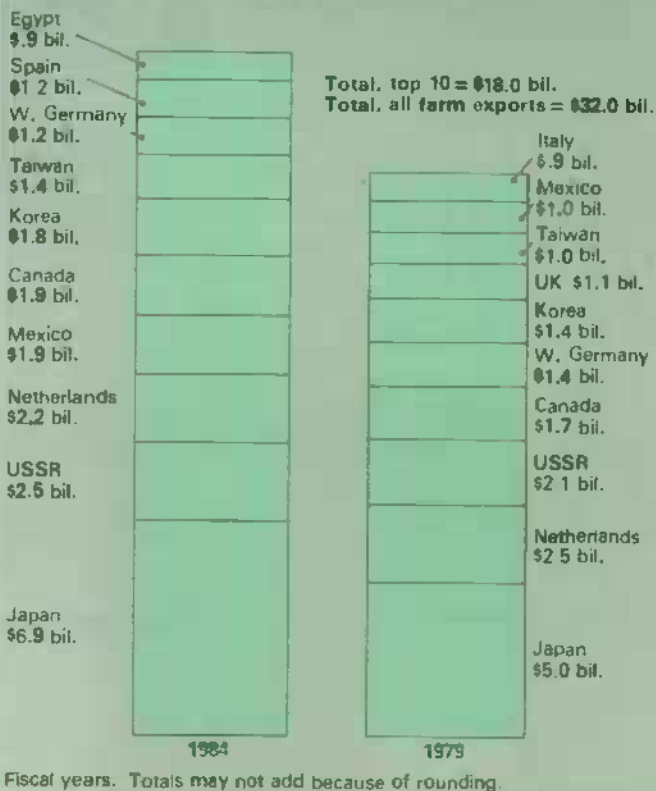 Egypt
$.9 bil.
Spain
$1 2 bil.
W. Germany
$1.2 bil.
Taiwan
$1.4 bil.
Korea
$1.8 bil.
Canada
$1.9 bil.
Mexico
$1.9 bil.
Netherlands
$2.2 bil.
USSR
$2.5 bil.
Japan
$6.9 bil.
1984
Total, top 10 = $18.0 bil.
Total, all farm exports = $32.0 bil.
Italy
$.9 bil.
Mexico
$1.0 bil.
Taiwan
$1.0 bil.
UK $1.1 bil.
Korea
$1.4 bil.
W. Germany
$1.4 bil.
Canada
$1.7 bil.
USSR
$2 1 bil.
Netherlands
$2 5 bil.
Japan
$5.0 bil.
1979
Fiscal years. Totals may not add because of rounding.